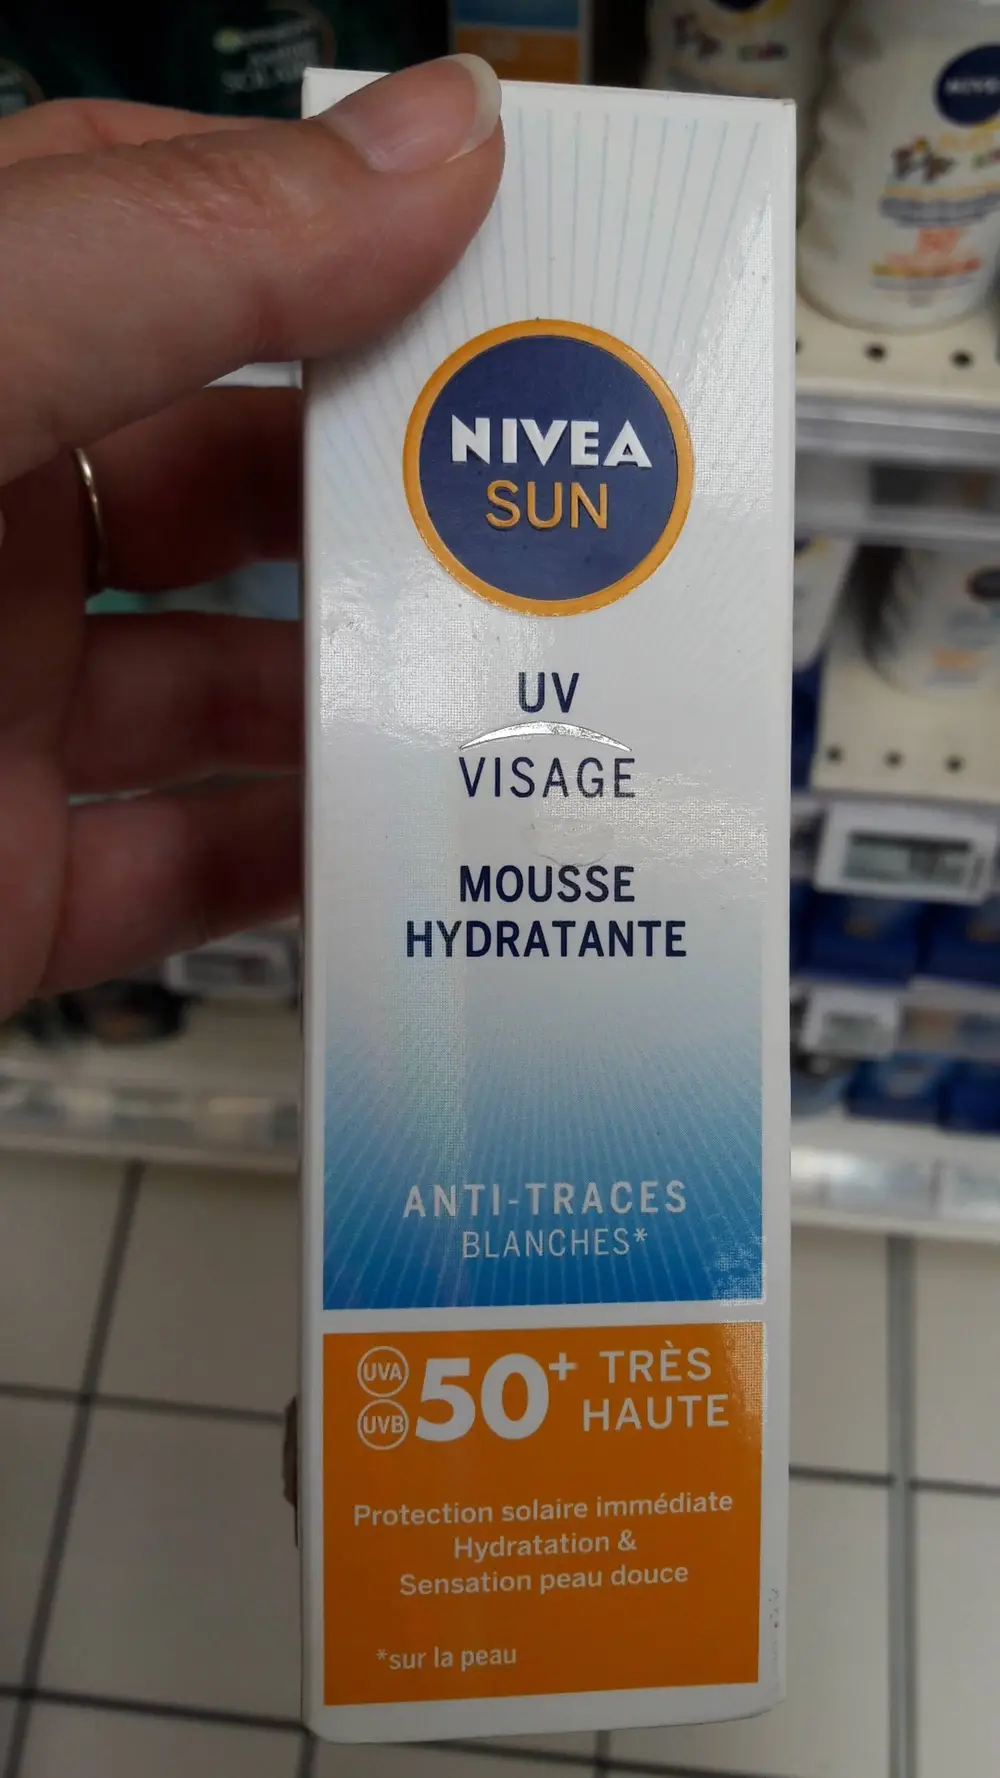 NIVEA
SUN
UV
VISAGE
MOUSSE
HYDRATANTE
ANTI-TRACES
BLANCHES*
UVA
UVB
50+ TRÈS
HAUTE
Protection solaire immédiate
Hydratation &
Sensation peau douce
*sur la peau